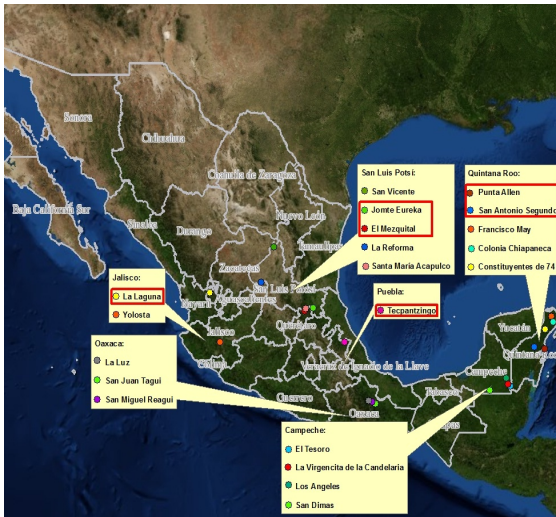 Sonora
Chihuahua
Coahuila de Zaragoza
Baja California Sur
Sinaloa
Durango
Nuevo León
Tamaulipas
Zacatecas
San Luis Potosí
Nayarit
Aguascalientes
Jalisco
Querétaro
Colima
Veracruz de Ignacio de la Llave
Guerrero
Oaxaca
Tabasco
Campeche
Yucatán
Quintana
San Luis Potsí:
San Vicente
Jomte Eureka
El Mezquital
La Reforma
Santa Maria Acapulco
Quintana Roo:
Punta Allen
San Antonio Segundo
Francisco May
Colonia Chiapaneca
Constituyentes de 74
Jalisco:
La Laguna
Yolosta
Puebla:
Tecpantzingo
Oaxaca:
La Luz
San Juan Tagui
San Miguel Reagui
Campeche:
El Tesoro
La Virgencita de la Candelaria
Los Angeles
San Dimas